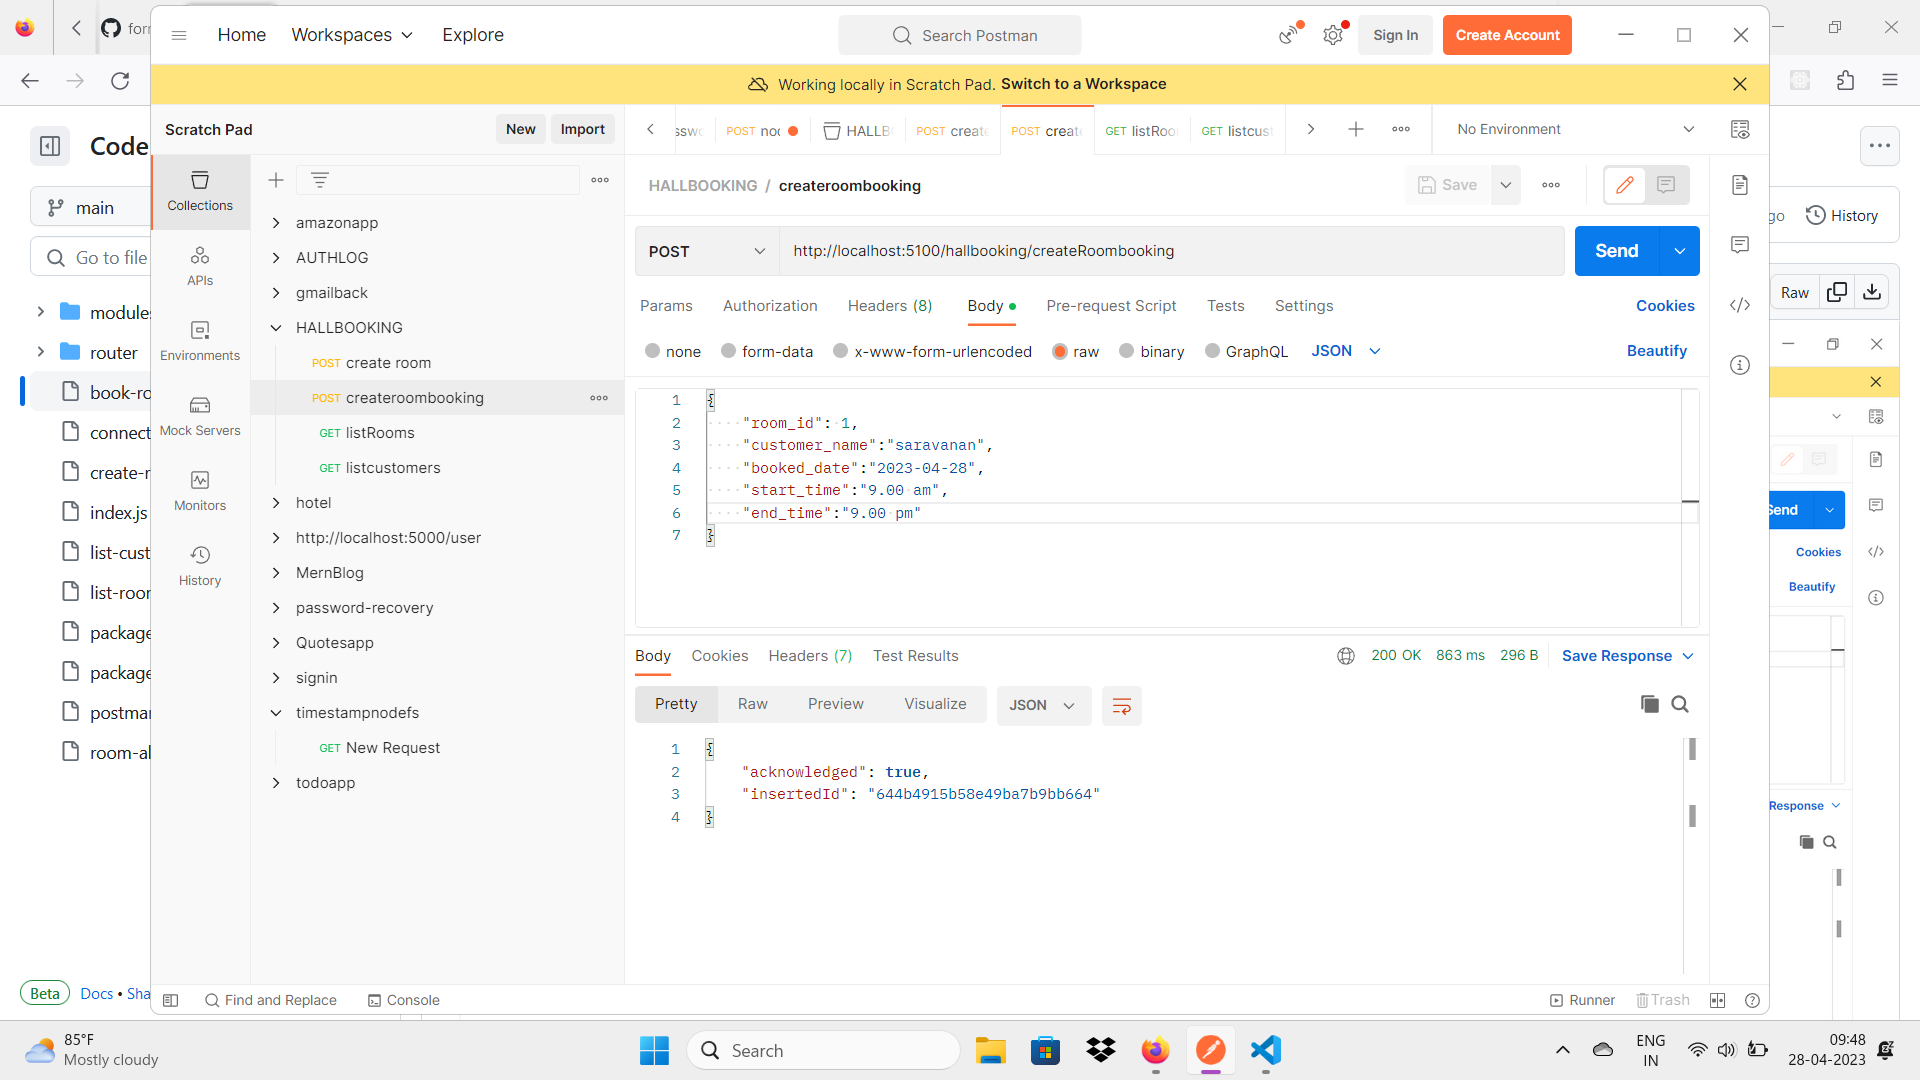 Home
Workspaces
Explore
Search Postman
Sign In
Create Account
Working locally in Scratch Pad. Switch to a Workspace
Scratch Pad
New
Import
POST
HALLB
POST create
POST create
GET listRoo
GET listcust
No Environment
Code
main
Go to file
modules
router
book-ro
connect
create-r
index.js
list-cust
list-roor
package
package
postmar
room-al
Beta
Docs • Sha
Collections
APIs
Environments
Mock Servers
Monitors
History
amazonapp
AUTHLOG
gmailback
HALLBOOKING
POST create room
POST createroombooking
GET listRooms
GET listcustomers
hotel
http://localhost:5000/user
MernBlog
password-recovery
Quotesapp
signin
timestampnodefs
GET New Request
todoapp
HALLBOOKING / createroombooking
Save
POST
http://localhost:5100/hallbooking/createRoombooking
Send
Params
Authorization
Headers (8)
Body
Pre-request Script
Tests
Settings
Cookies
none
form-data
x-www-form-urlencoded
raw
binary
GraphQL
JSON
Beautify
1 {
2 "room_id": 1,
3 "customer_name":"saravanan",
4 "booked_date":"2023-04-28",
5 "start_time":"9.00 am",
6 "end_time":"9.00 pm"
7 }
Body
Cookies
Headers (7)
Test Results
200 OK
863 ms
296 B
Save Response
Pretty
Raw
Preview
Visualize
JSON
1 {
2 "acknowledged": true,
3 "insertedId": "644b4915b58e49ba7b9bb664"
4 }
Find and Replace
Console
Runner
Trash
go
History
Raw
Send
Cookies
Beautify
Response
85°F
Mostly cloudy
Search
ENG
IN
09:48
28-04-2023